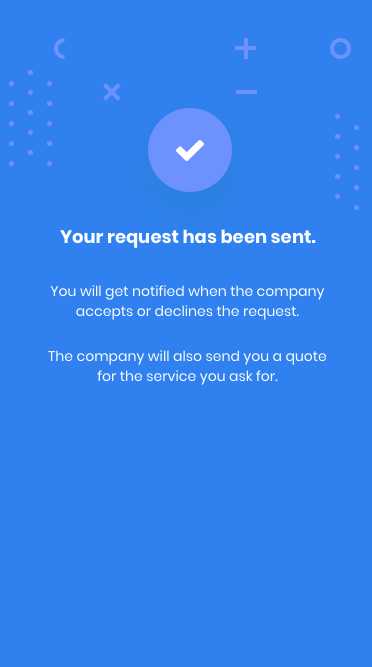 Your request has been sent.
You will get notified when the company
accepts or declines the request.
The company will also send you a quote
for the service you ask for.